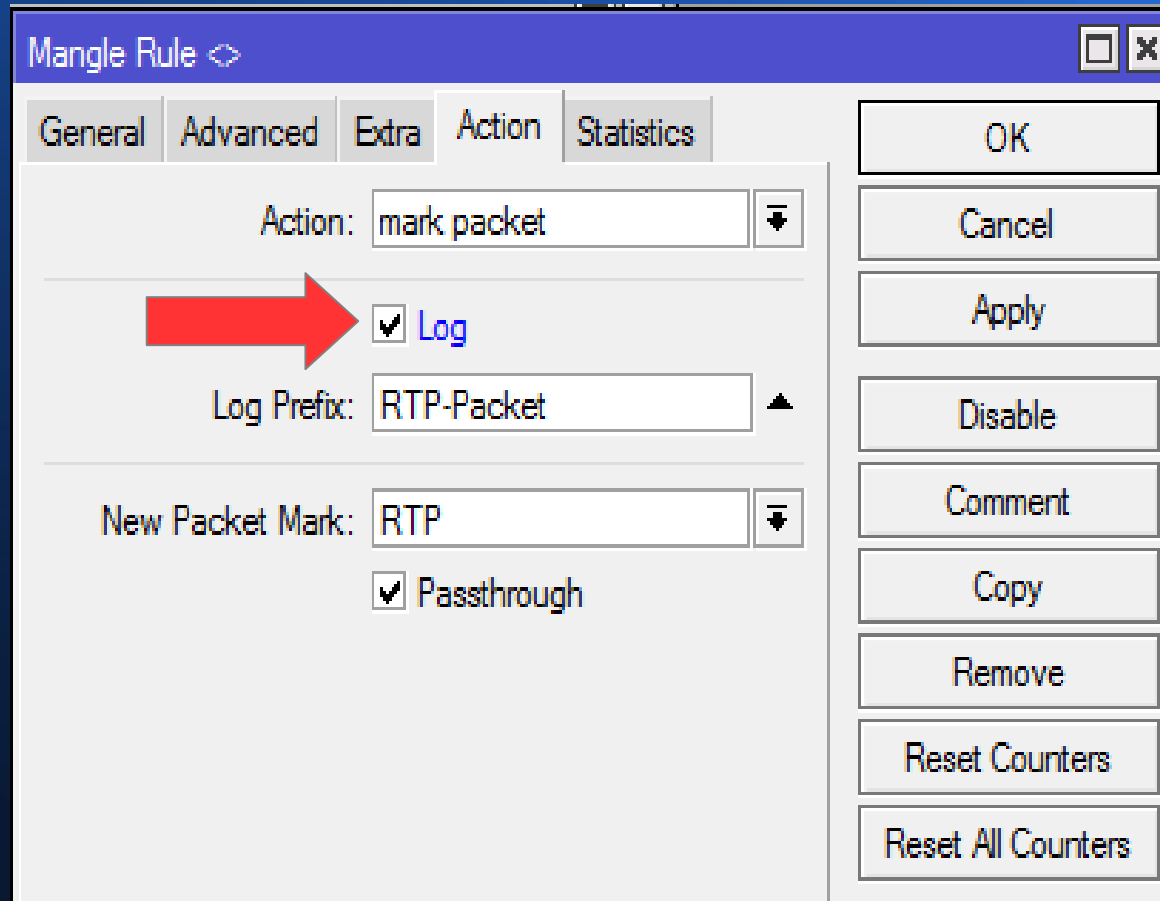 Mangle Rule <>
General Advanced Extra Action Statistics
Action: mark packet
Log
Log Prefix: RTP-Packet
New Packet Mark: RTP
Passthrough
OK
Cancel
Apply
Disable
Comment
Copy
Remove
Reset Counters
Reset All Counters